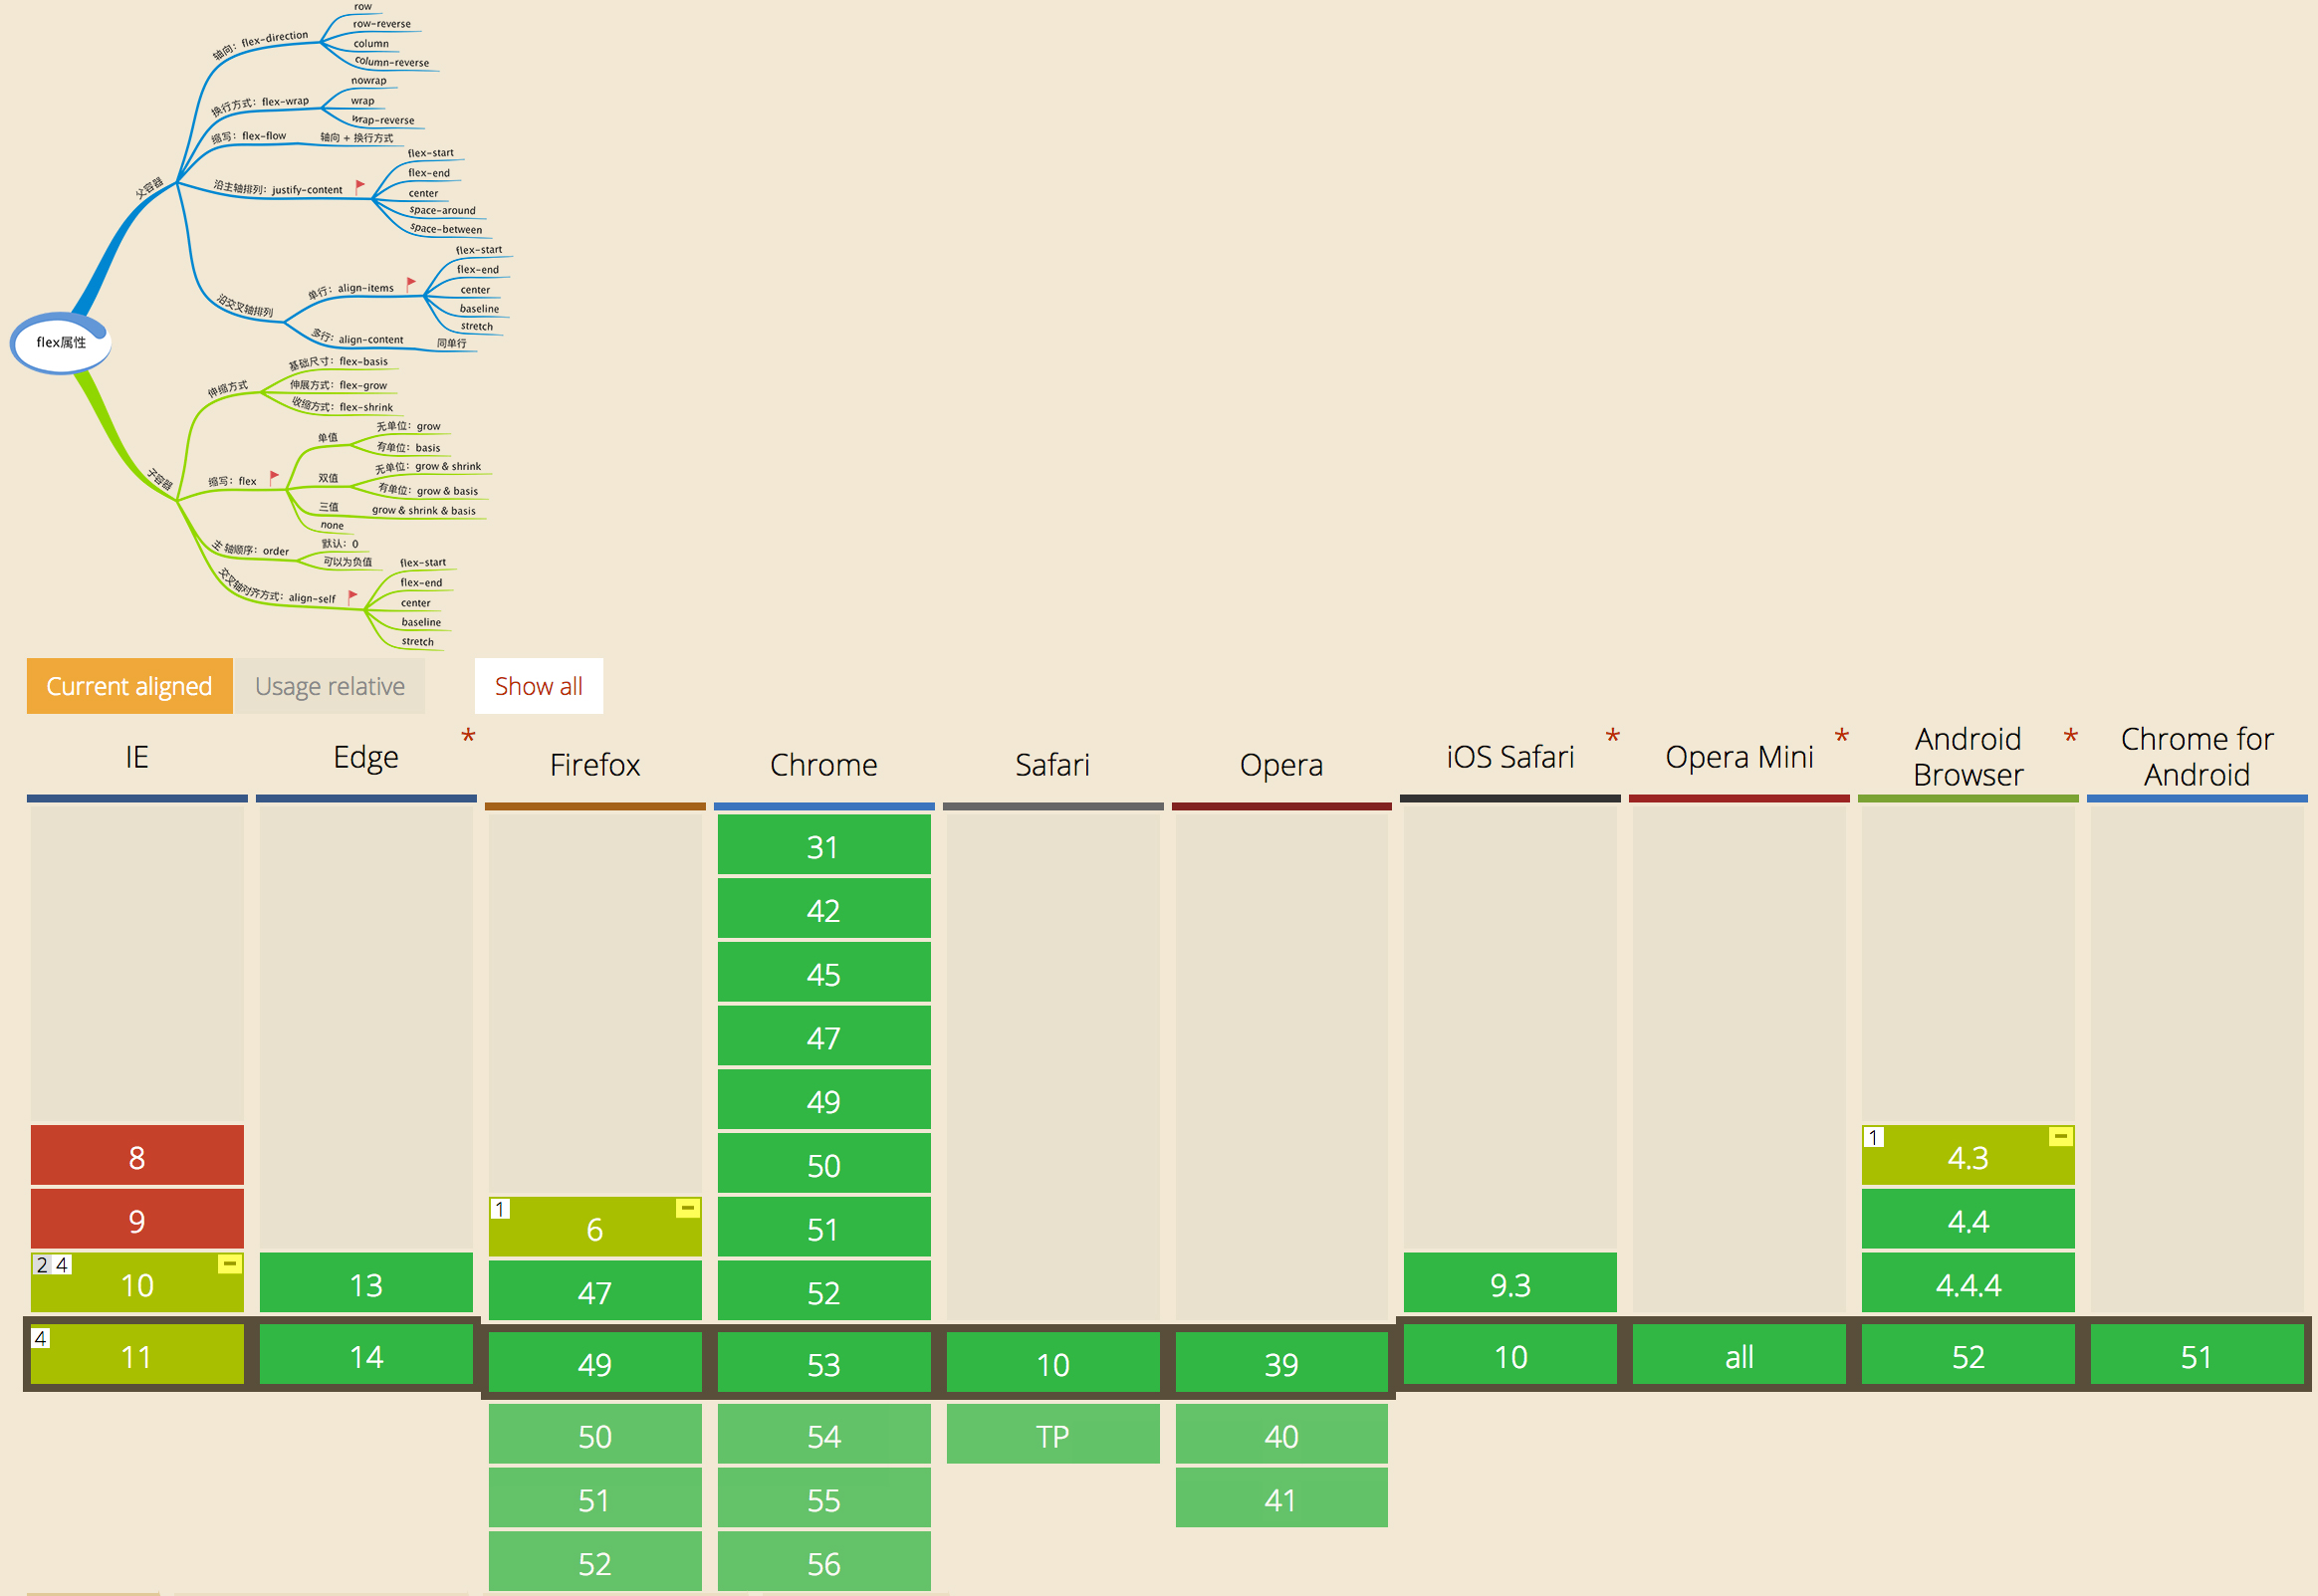 flex属性
父容器
轴向：flex-direction
row
row-reverse
column
column-reverse
换行方式：flex-wrap
nowrap
wrap
wrap-reverse
缩写：flex-flow
轴向 + 换行方式
沿主轴排列：justify-content
flex-start
flex-end
center
space-around
space-between
沿交叉轴排列
单行：align-items
flex-start
flex-end
center
baseline
stretch
多行：align-content
同单行
子容器
伸缩方式
基础尺寸：flex-basis
伸展方式：flex-grow
收缩方式：flex-shrink
缩写：flex
单值
无单位：grow
有单位：basis
双值
无单位：grow & shrink
有单位：grow & basis
三值
grow & shrink & basis
none
主轴顺序：order
默认：0
可以为负值
交叉轴对齐方式：align-self
flex-start
flex-end
center
baseline
stretch
Current aligned
Usage relative
Show all
IE
8
9
2 4
10
4
11
Edge *
13
14
Firefox
1
6
47
49
50
51
52
Chrome
31
42
45
47
49
50
51
52
53
54
55
56
Safari
10
TP
Opera
39
40
41
iOS Safari *
9.3
10
Opera Mini *
all
Android *
Browser
1
4.3
4.4
4.4.4
52
Chrome for
Android
51